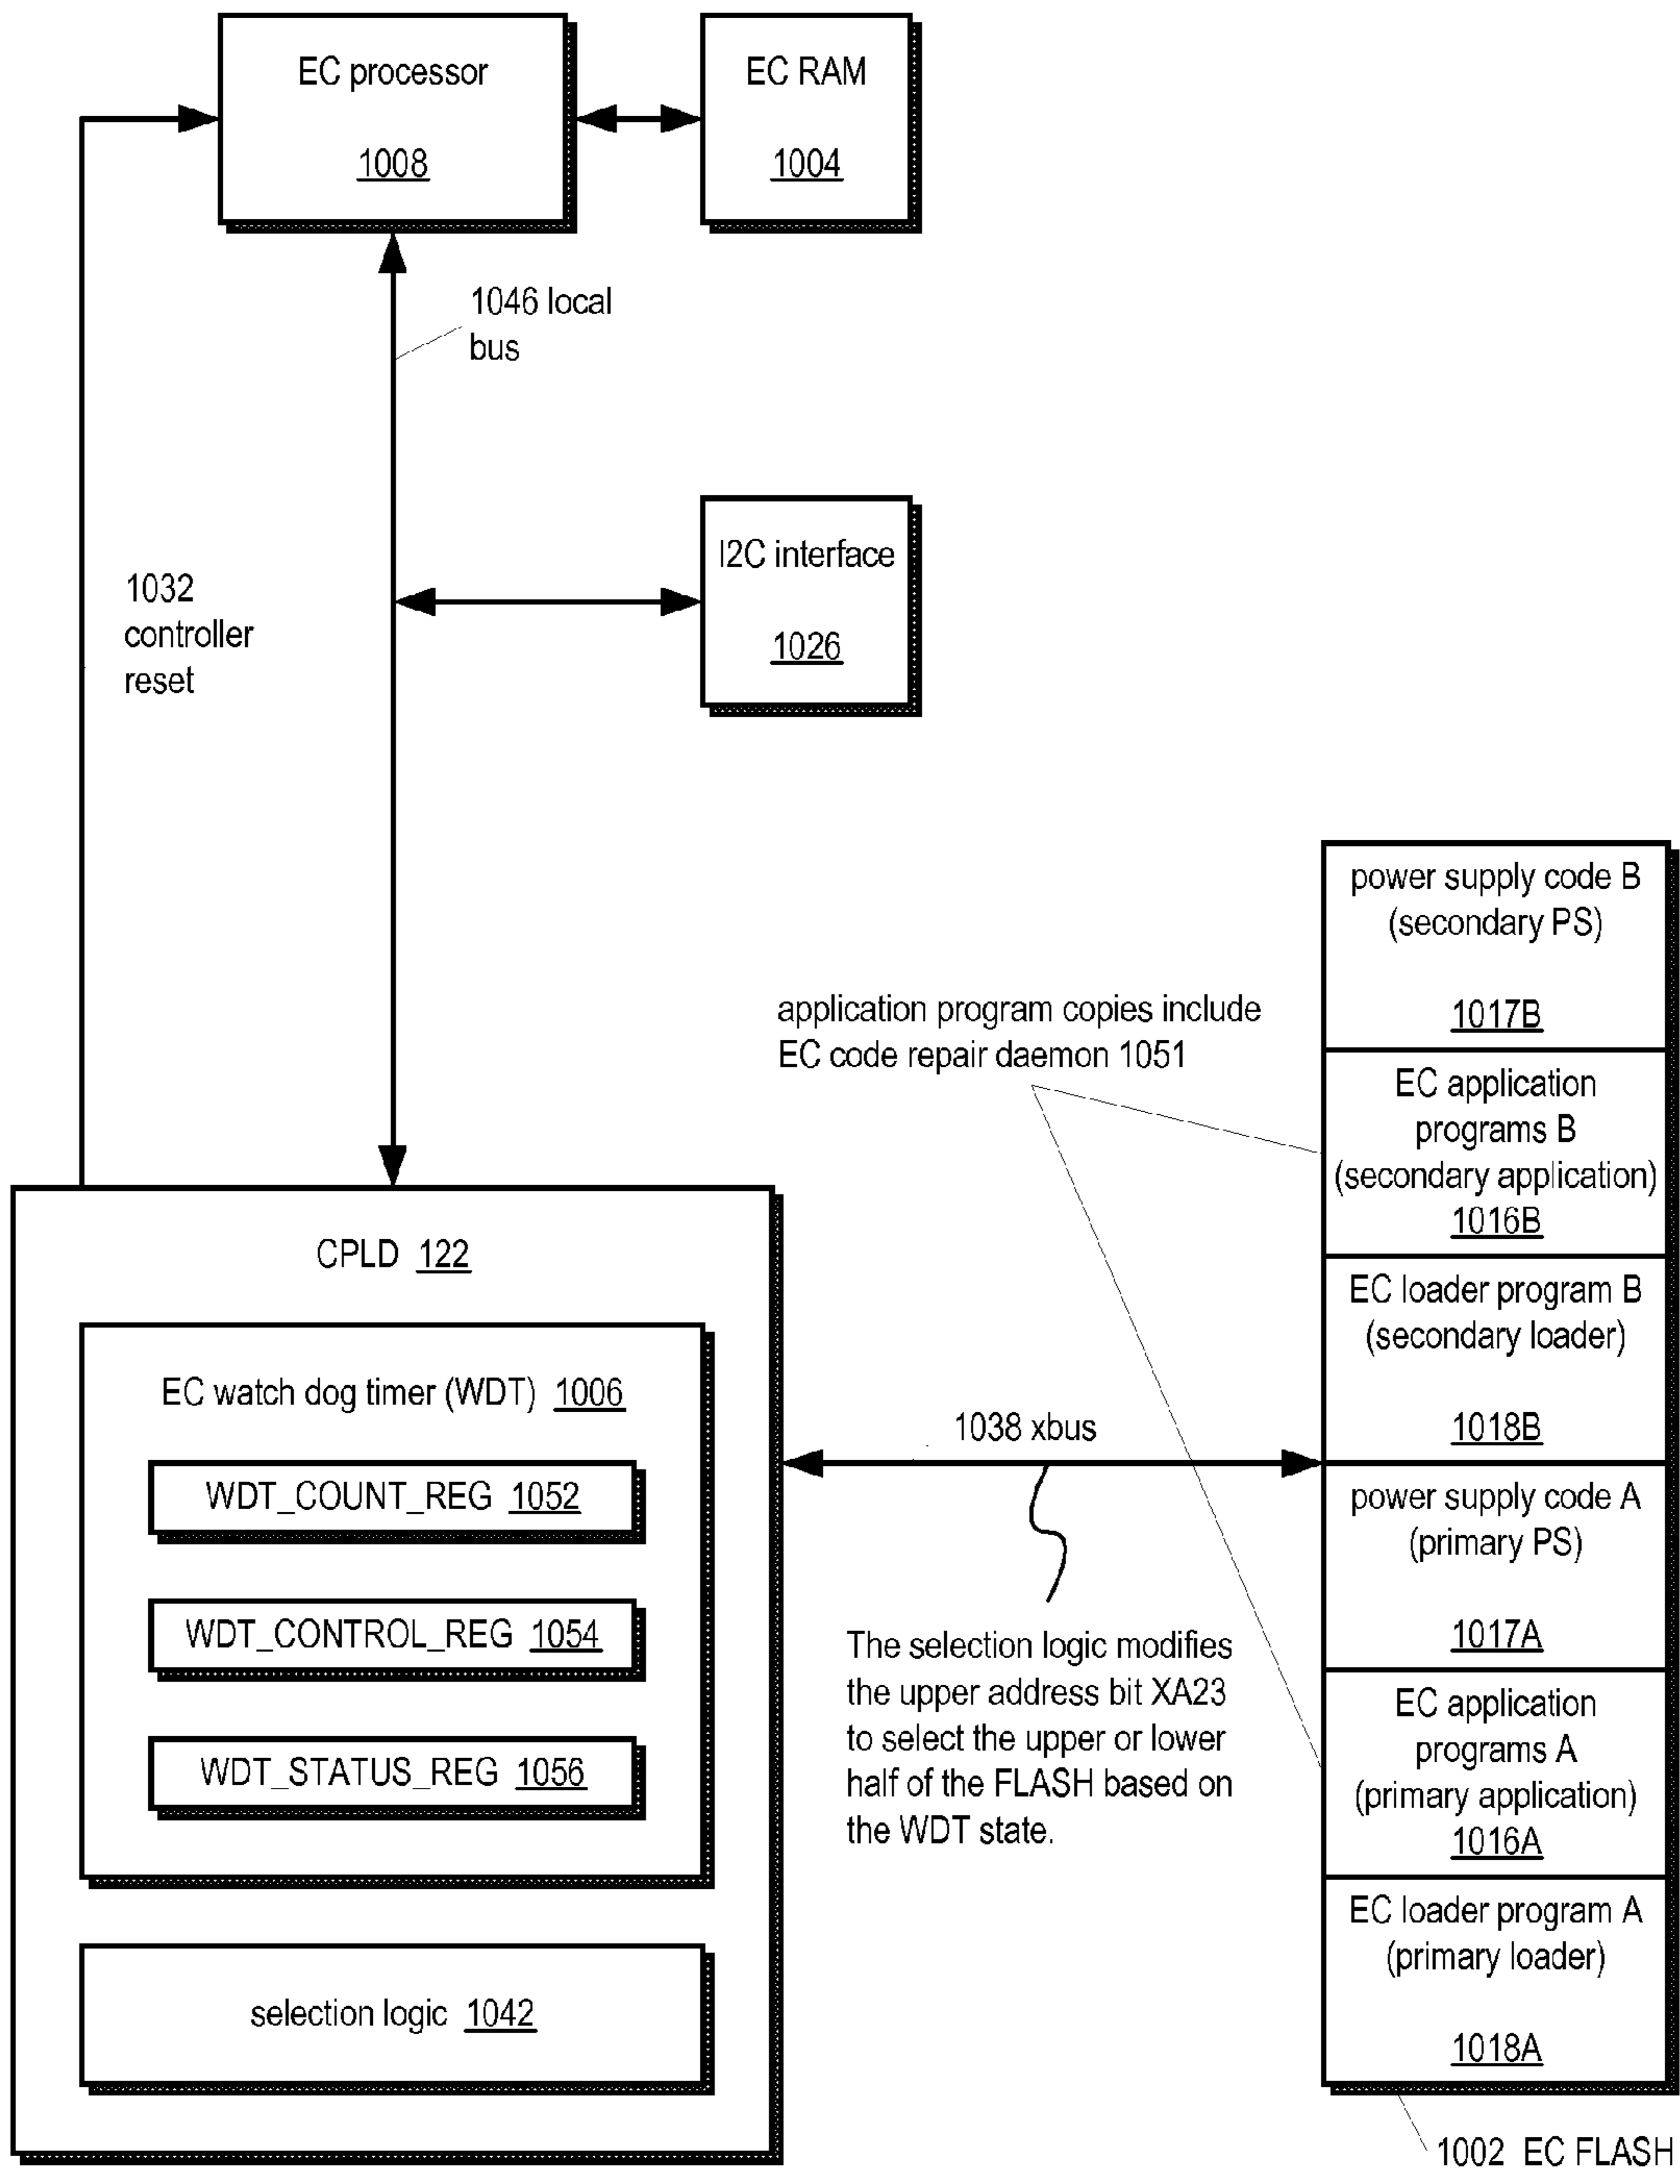 EC processor
1008
EC RAM
1004
1046 local
bus
I2C interface
1026
1032
controller
reset
power supply code B
(secondary PS)
1017B
application program copies include
EC code repair daemon 1051
EC application
programs B
(secondary application)
1016B
EC loader program B
(secondary loader)
1018B
CPLD 122
EC watch dog timer (WDT) 1006
WDT_COUNT_REG 1052
WDT_CONTROL_REG 1054
WDT_STATUS_REG 1056
selection logic 1042
1038 xbus
The selection logic modifies
the upper address bit XA23
to select the upper or lower
half of the FLASH based on
the WDT state.
power supply code A
(primary PS)
1017A
EC application
programs A
(primary application)
1016A
EC loader program A
(primary loader)
1018A
1002 EC FLASH